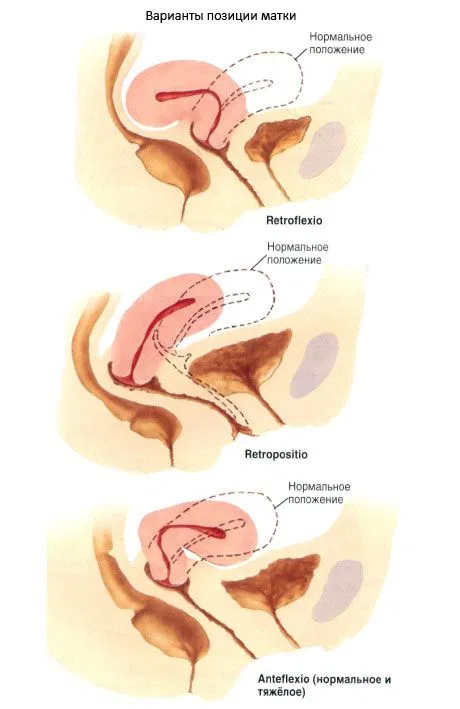 Варианты позиции матки
Нормальное
положение
Retroflexio
Нормальное
положение
Retropositio
Нормальное
положение
Anteflexio (нормальное и
тяжёлое)